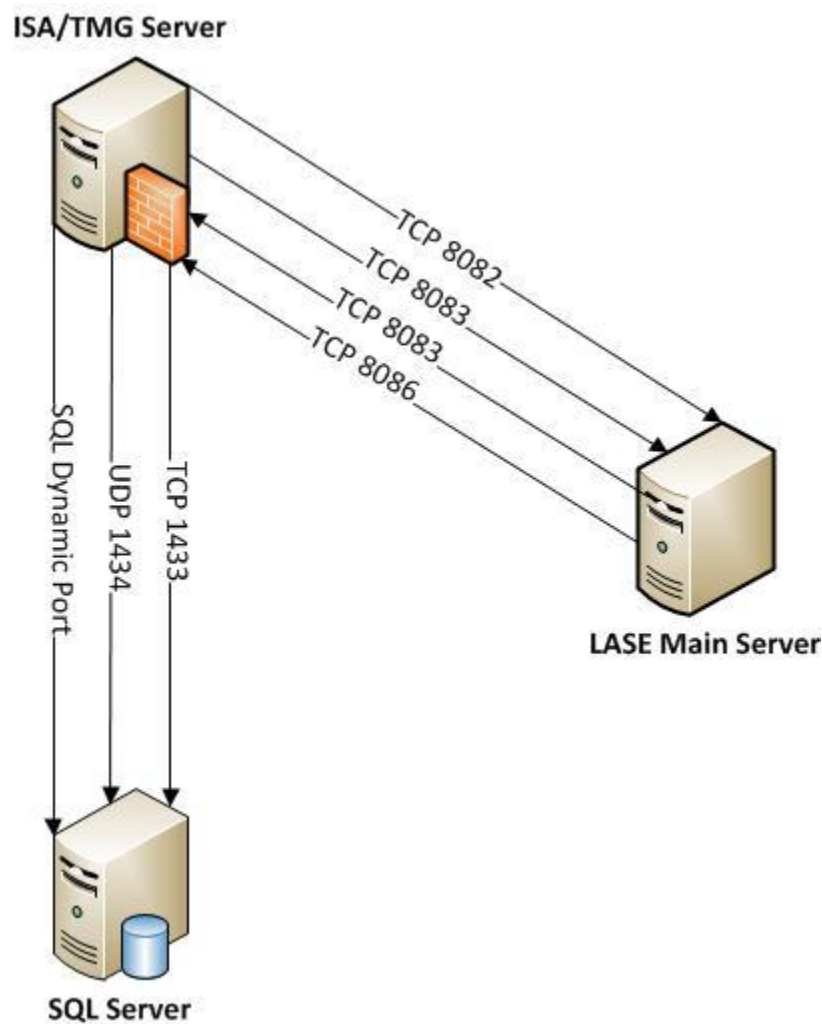 ISA/TMG Server
TCP 8082
TCP 8083
TCP 8083
TCP 8086
SQL Dynamic Port
UDP 1434
TCP 1433
LASE Main Server
SQL Server